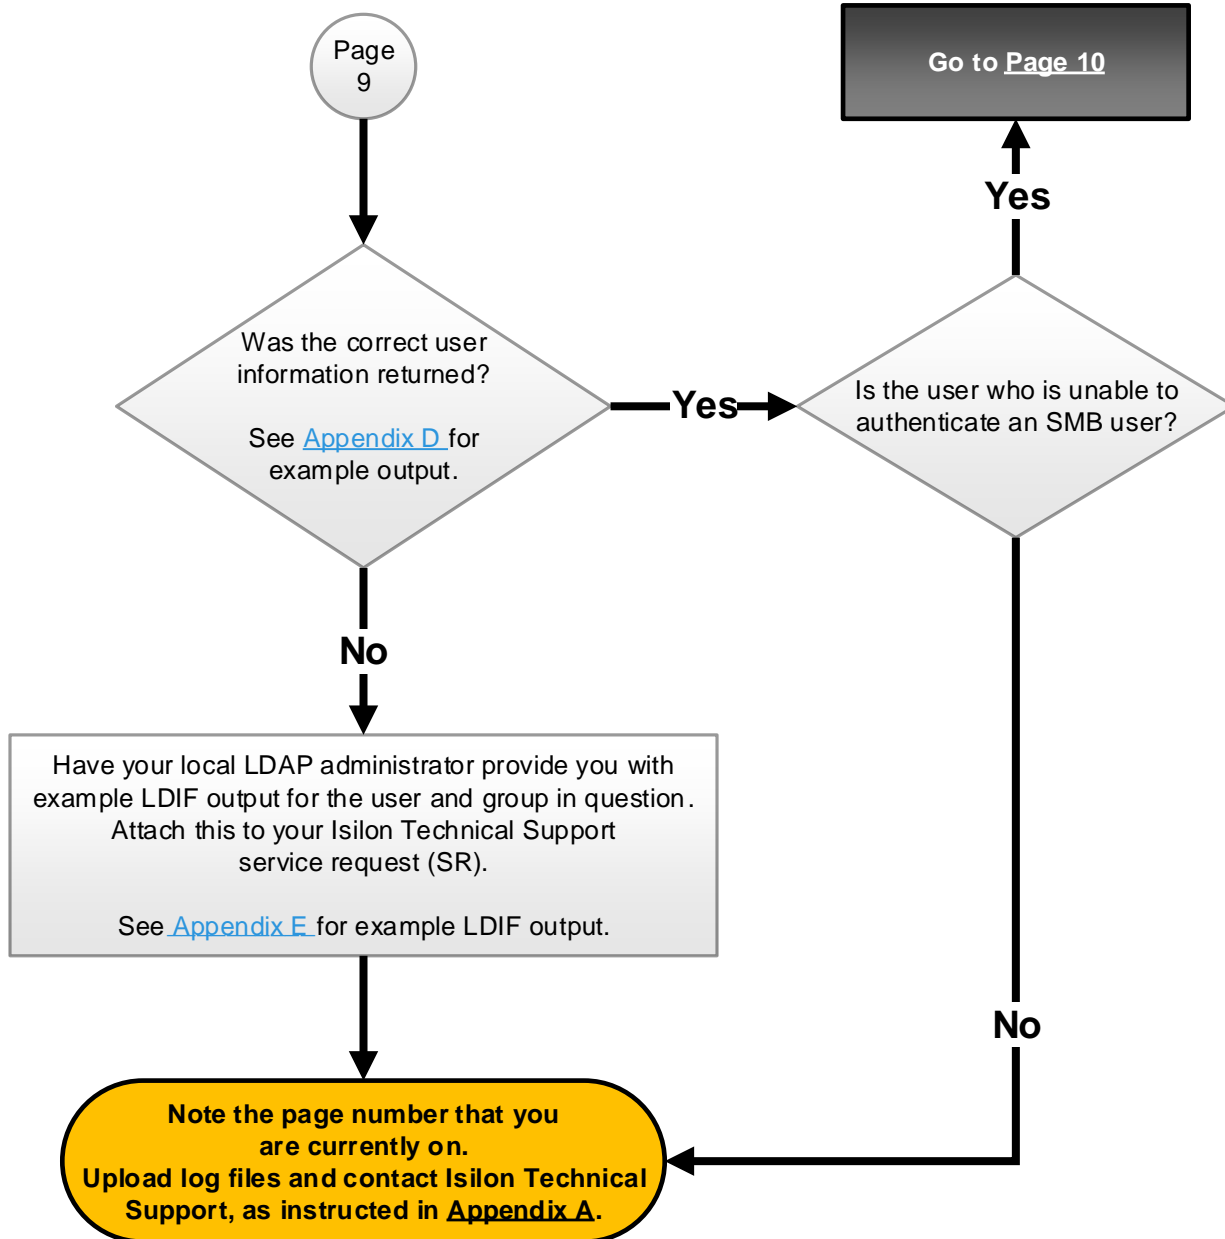 Page
9
Go to Page 10
Yes
Was the correct user
information returned?
See Appendix D for
example output.
Yes
Is the user who is unable to
authenticate an SMB user?
No
Have your local LDAP administrator provide you with
example LDIF output for the user and group in question.
Attach this to your Isilon Technical Support
service request (SR).
See Appendix E for example LDIF output.
No
Note the page number that you
are currently on.
Upload log files and contact Isilon Technical
Support, as instructed in Appendix A.